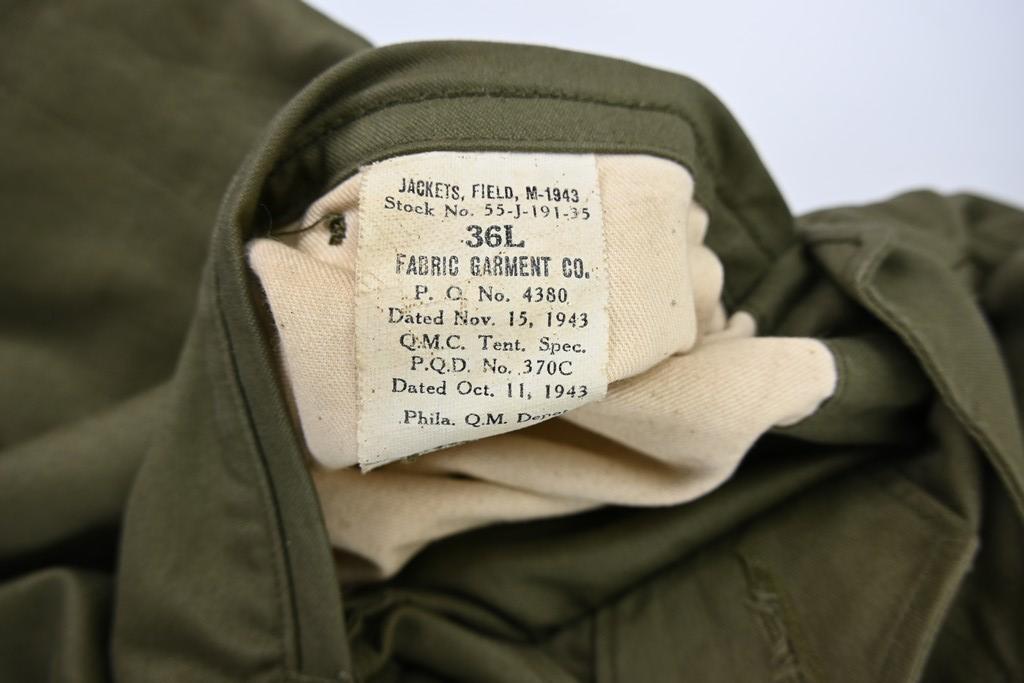 JACKETS, FIELD, M-1943
Stock No. 55-J-191-35
36L
FABRIC GARMENT CO.
P. O. No. 4380
Dated Nov. 15, 1943
Q.M.C. Tent. Spec.
P.Q.D. No. 370C
Dated Oct. 11, 1943
Phila. Q.M. Depot